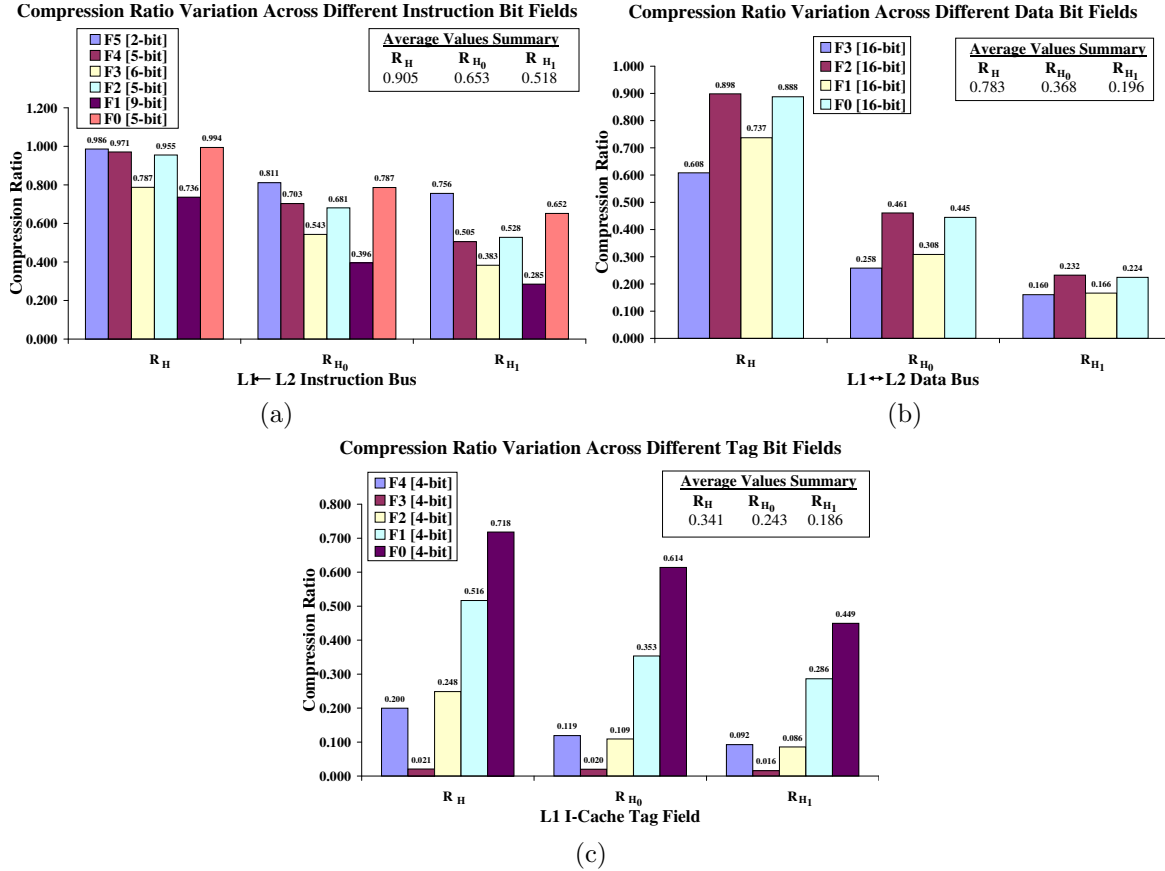 Compression Ratio Variation Across Different Instruction Bit Fields
F5 [2-bit]
F4 [5-bit]
F3 [6-bit]
F2 [5-bit]
F1 [9-bit]
F0 [5-bit]
Average Values Summary
R H R H0 R H1
0.905 0.653 0.518
Compression Ratio
1.200
1.000
0.800
0.600
0.400
0.200
0.000
0.986 0.971 0.787 0.955 0.736 0.994
0.811 0.703 0.543 0.681 0.396 0.787
0.756 0.505 0.383 0.528 0.285 0.652
R H R H0 R H1
L1← L2 Instruction Bus
(a)
Compression Ratio Variation Across Different Data Bit Fields
F3 [16-bit]
F2 [16-bit]
F1 [16-bit]
F0 [16-bit]
Average Values Summary
R H R H0 R H1
0.783 0.368 0.196
Compression Ratio
1.000
0.900
0.800
0.700
0.600
0.500
0.400
0.300
0.200
0.100
0.000
0.608 0.898 0.737 0.888
0.258 0.461 0.308 0.445
0.160 0.232 0.166 0.224
R H R H0 R H1
L1↔L2 Data Bus
(b)
Compression Ratio Variation Across Different Tag Bit Fields
F4 [4-bit]
F3 [4-bit]
F2 [4-bit]
F1 [4-bit]
F0 [4-bit]
Average Values Summary
R H R H0 R H1
0.341 0.243 0.186
Compression Ratio
0.800
0.700
0.600
0.500
0.400
0.300
0.200
0.100
0.000
0.200 0.021 0.248 0.516 0.718
0.119 0.020 0.109 0.353 0.614
0.092 0.016 0.086 0.286 0.449
R H R H0 R H1
L1 I-Cache Tag Field
(c)